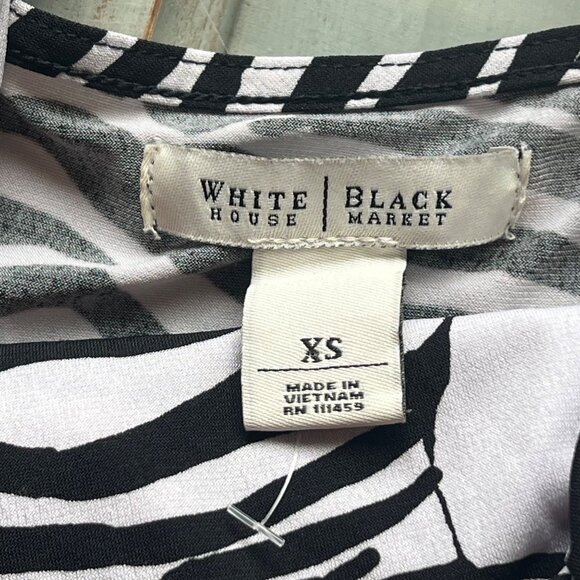 WHITE | BLACK
HOUSE | MARKET
XS
MADE IN
VIETNAM
RN 111459